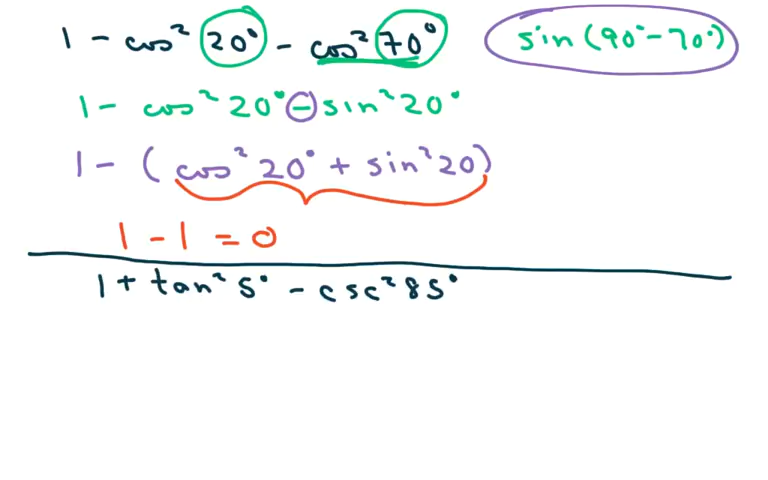 1 - cos² 20° - cos² 70° sin (90° - 70°)
1 - cos² 20° - sin² 20°
1 - (cos² 20° + sin² 20)
1 - 1 = 0
1 + tan² 5° - csc² 85°